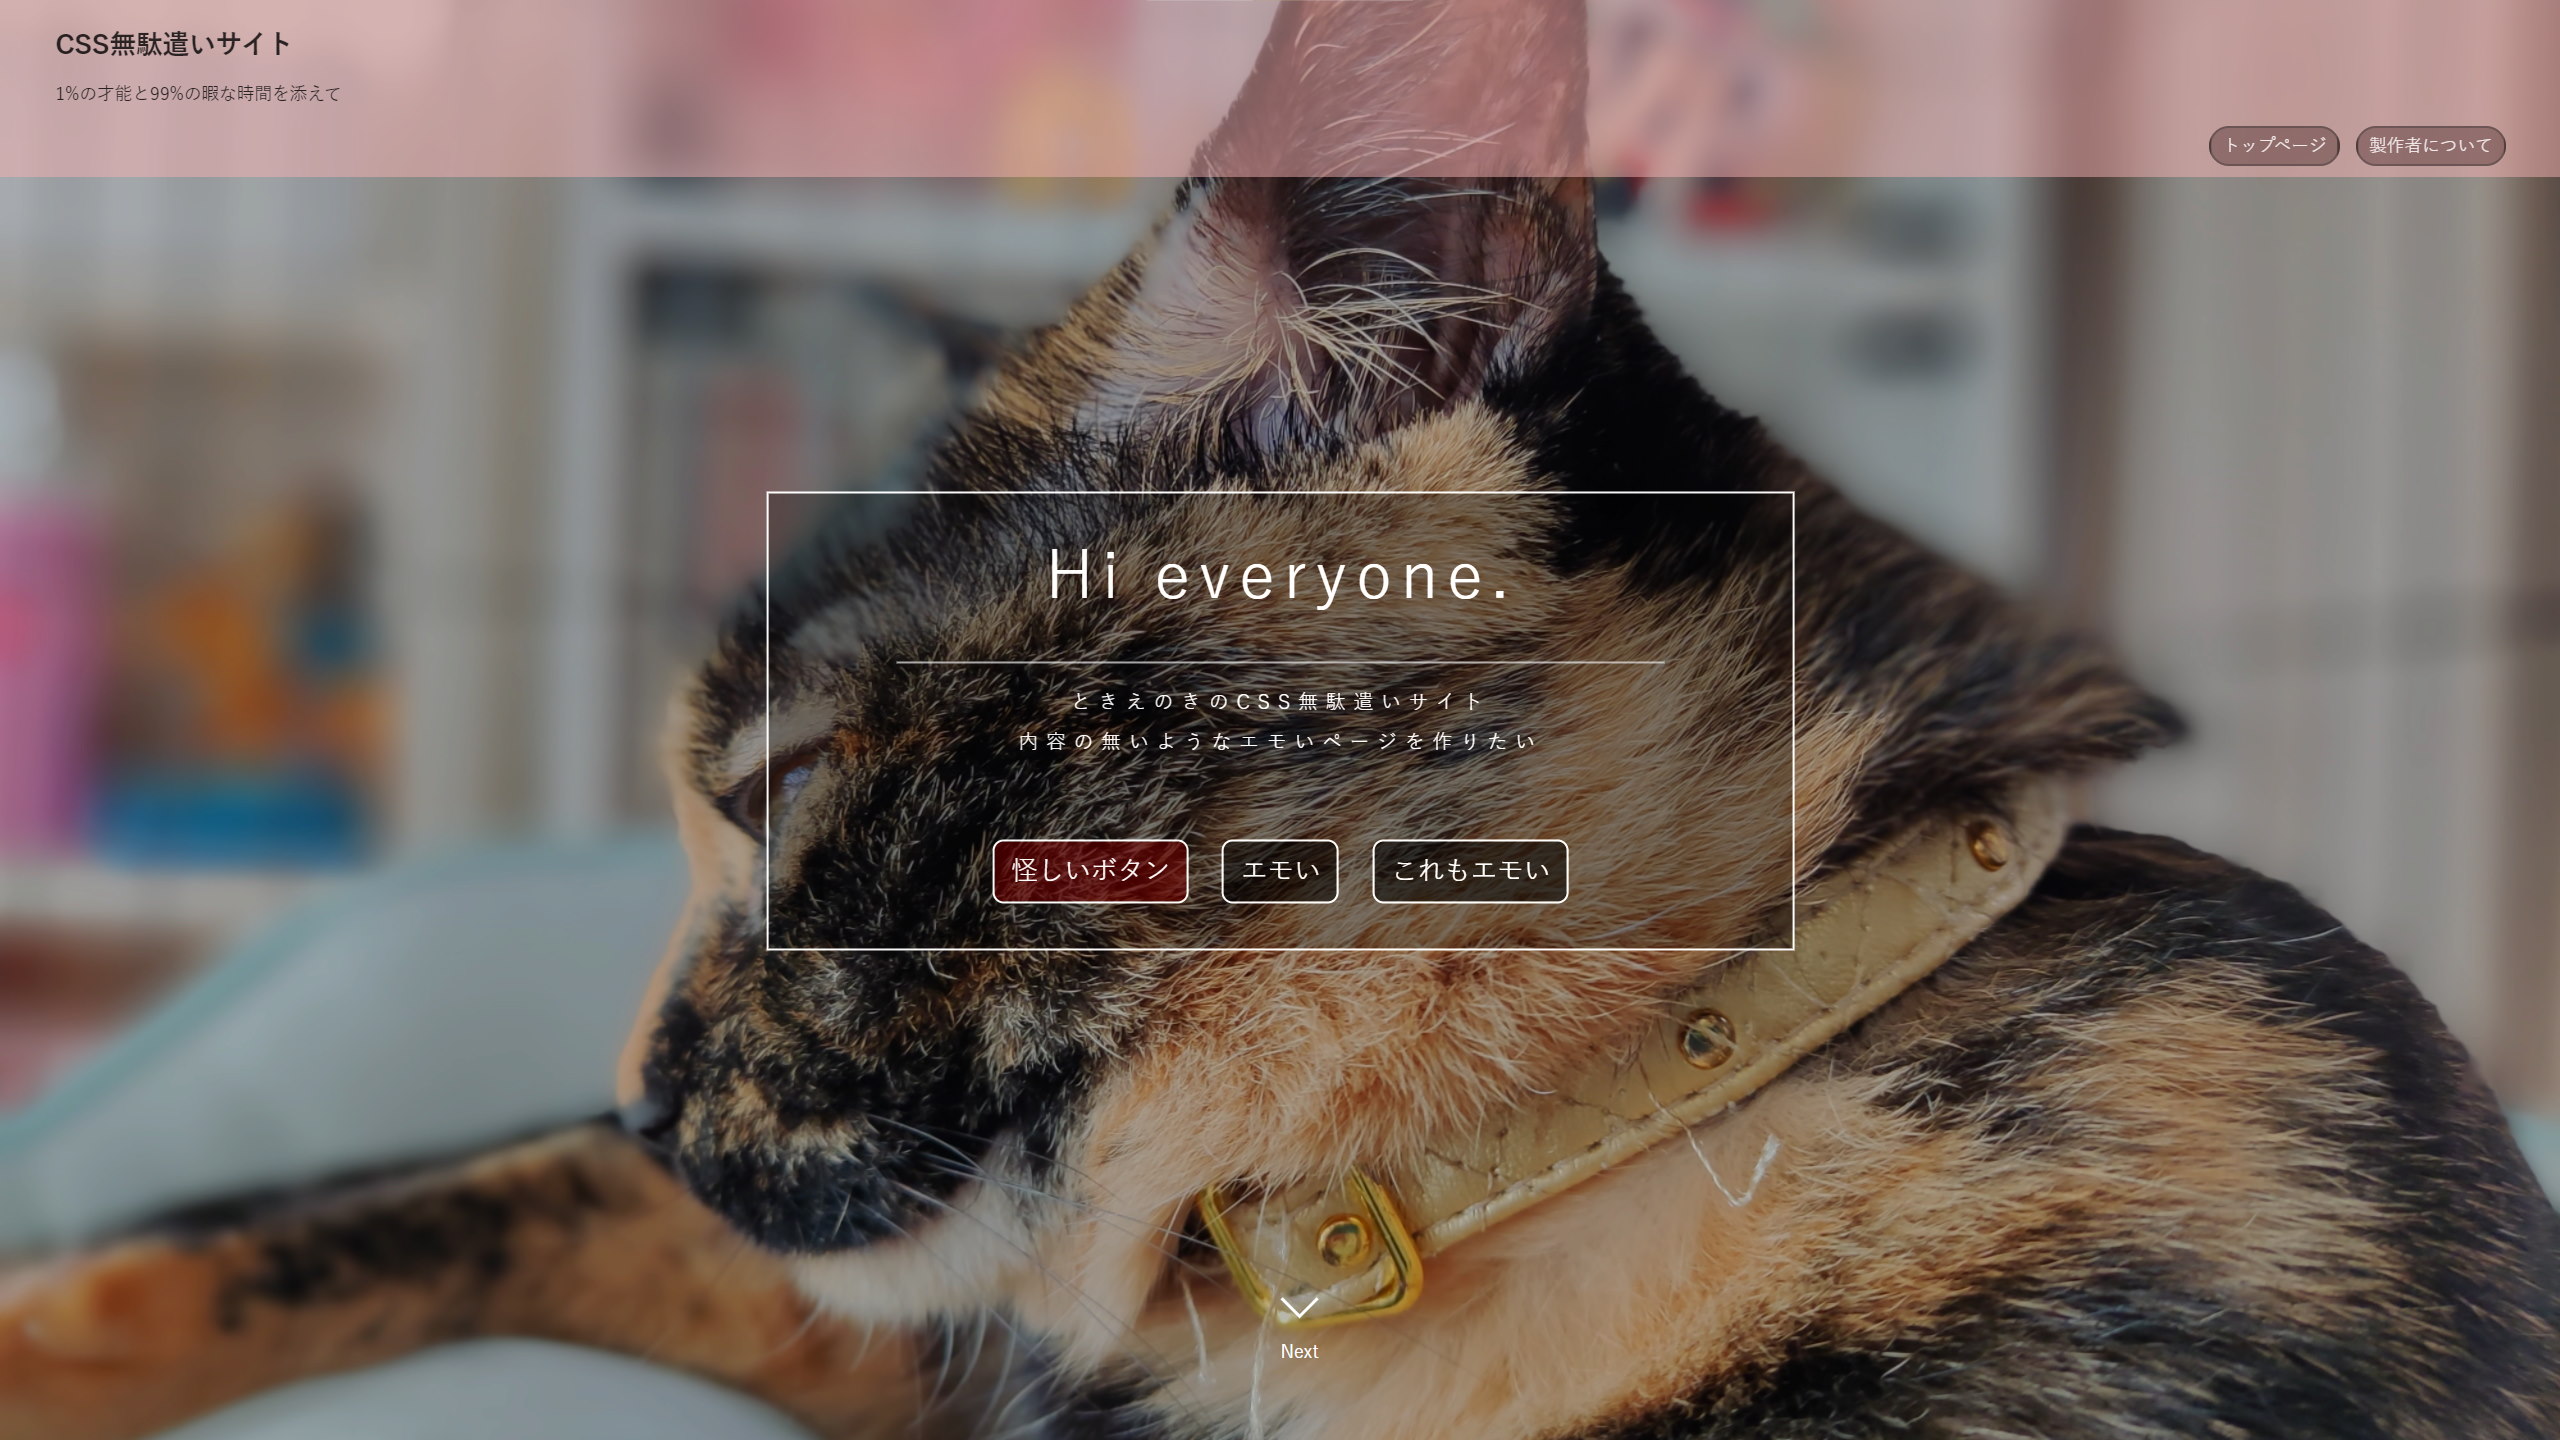 CSS無駄遣いサイト
1%の才能と99%の暇な時間を添えて
トップページ
製作者について
Hi everyone.
ときえのきのCSS無駄遣いサイト
内容の無いようなエモいページを作りたい
怪しいボタン
エモい
これもエモい
Next